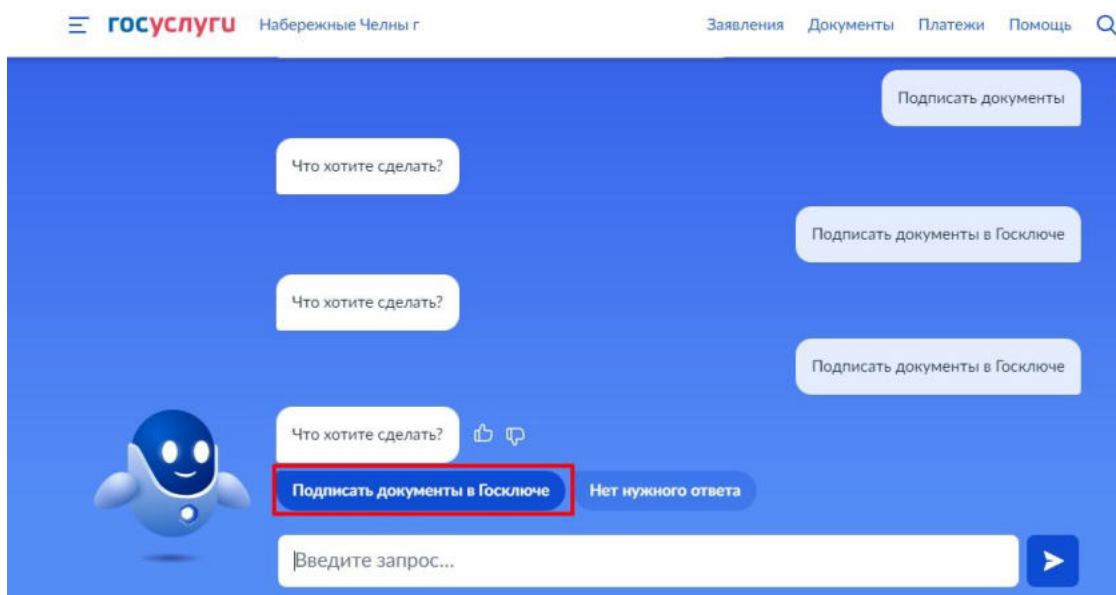 госуслуги Набережные Челны г Заявления Документы Платежи Помощь
Подписать документы
Что хотите сделать?
Подписать документы в Госключе
Что хотите сделать?
Подписать документы в Госключе
Что хотите сделать?
Подписать документы в Госключе Нет нужного ответа
Введите запрос...